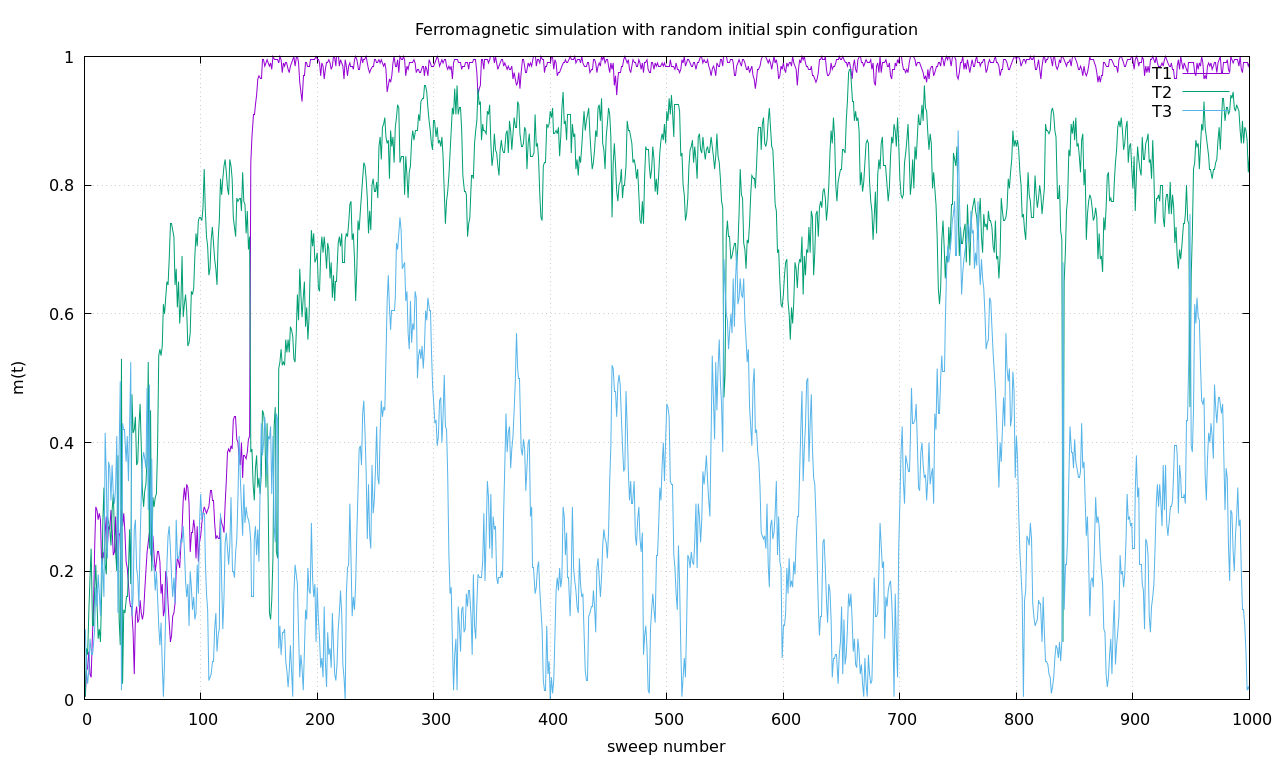 Ferromagnetic simulation with random initial spin configuration
T1
T2
T3
m(t)
1
0.8
0.6
0.4
0.2
0
0 100 200 300 400 500 600 700 800 900 1000
sweep number